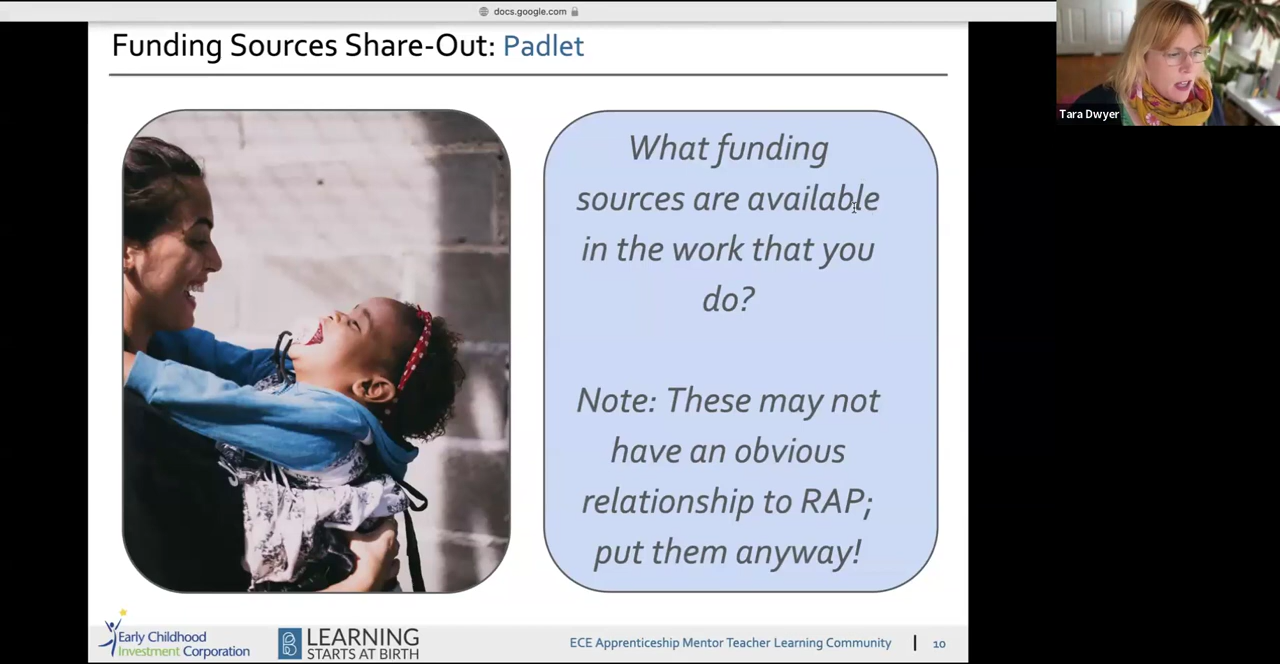 docs.google.com
Funding Sources Share-Out: Padlet
Tara Dwyer
What funding
sources are available
in the work that you
do?
Note: These may not
have an obvious
relationship to RAP;
put them anyway!
Early Childhood
Investment Corporation
LEARNING
STARTS AT BIRTH
ECE Apprenticeship Mentor Teacher Learning Community | 10